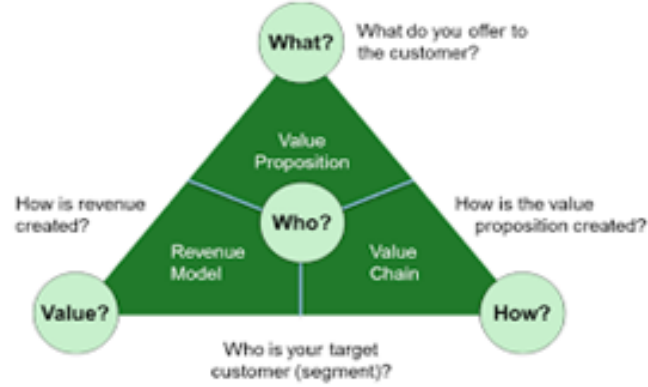 What?
What do you offer to
the customer?
Value
Proposition
How is revenue
created?
Who?
How is the value
proposition created?
Revenue
Model
Value
Chain
Value?
How?
Who is your target
customer (segment)?